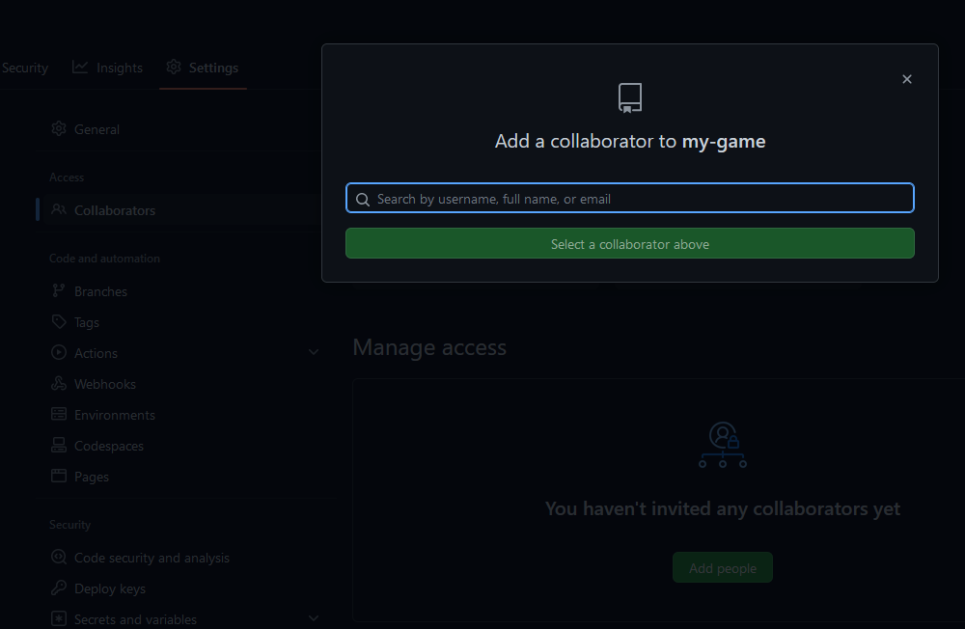 Security Insights Settings
General
Access
Collaborators
Code and automation
Branches
Tags
Actions
Webhooks
Environments
Codespaces
Pages
Security
Code security and analysis
Deploy keys
Secrets and variables
Add a collaborator to my-game
Search by username, full name, or email
Select a collaborator above
Manage access
You haven't invited any collaborators yet
Add people